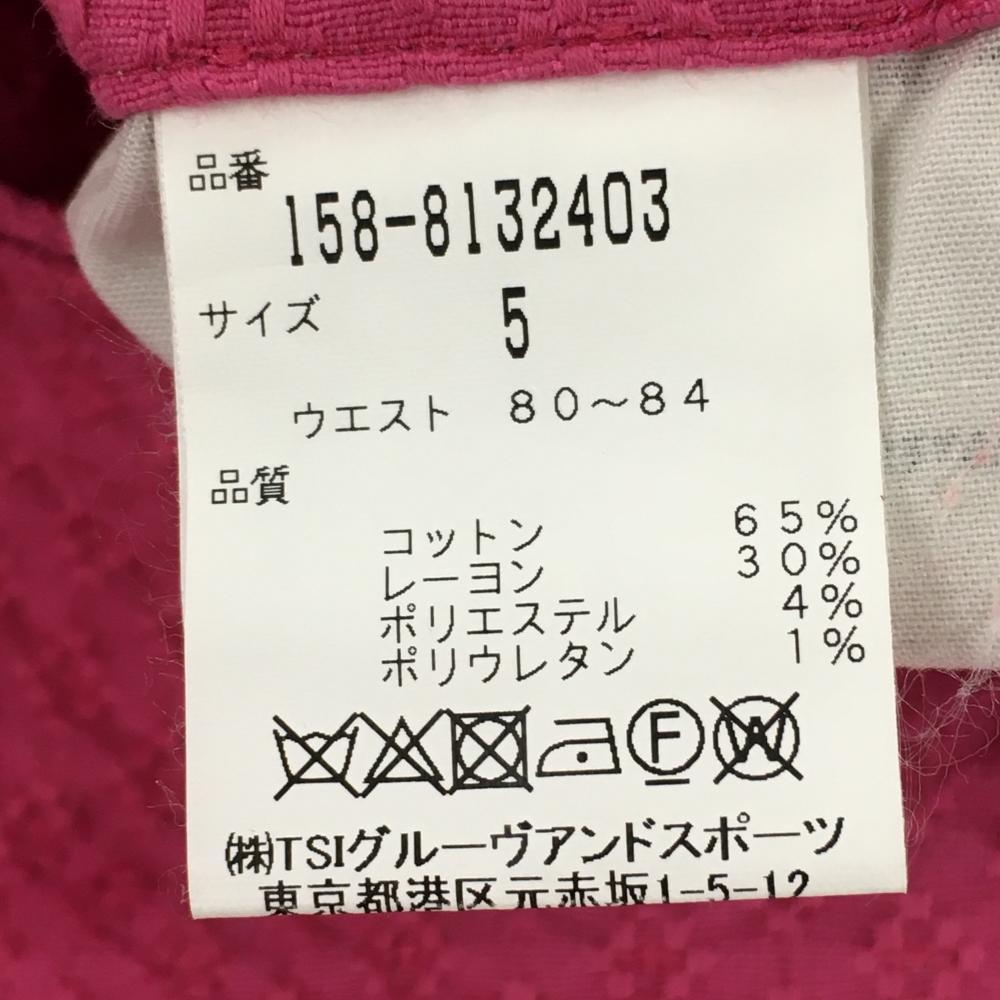 品番
158-8132403
サイズ 5
ウエスト 80～84
品質
コットン 65%
レーヨン 30%
ポリエステル 4%
ポリウレタン 1%
F W
㈱TSIグルーヴアンドスポーツ
東京都港区元赤坂1-5-12